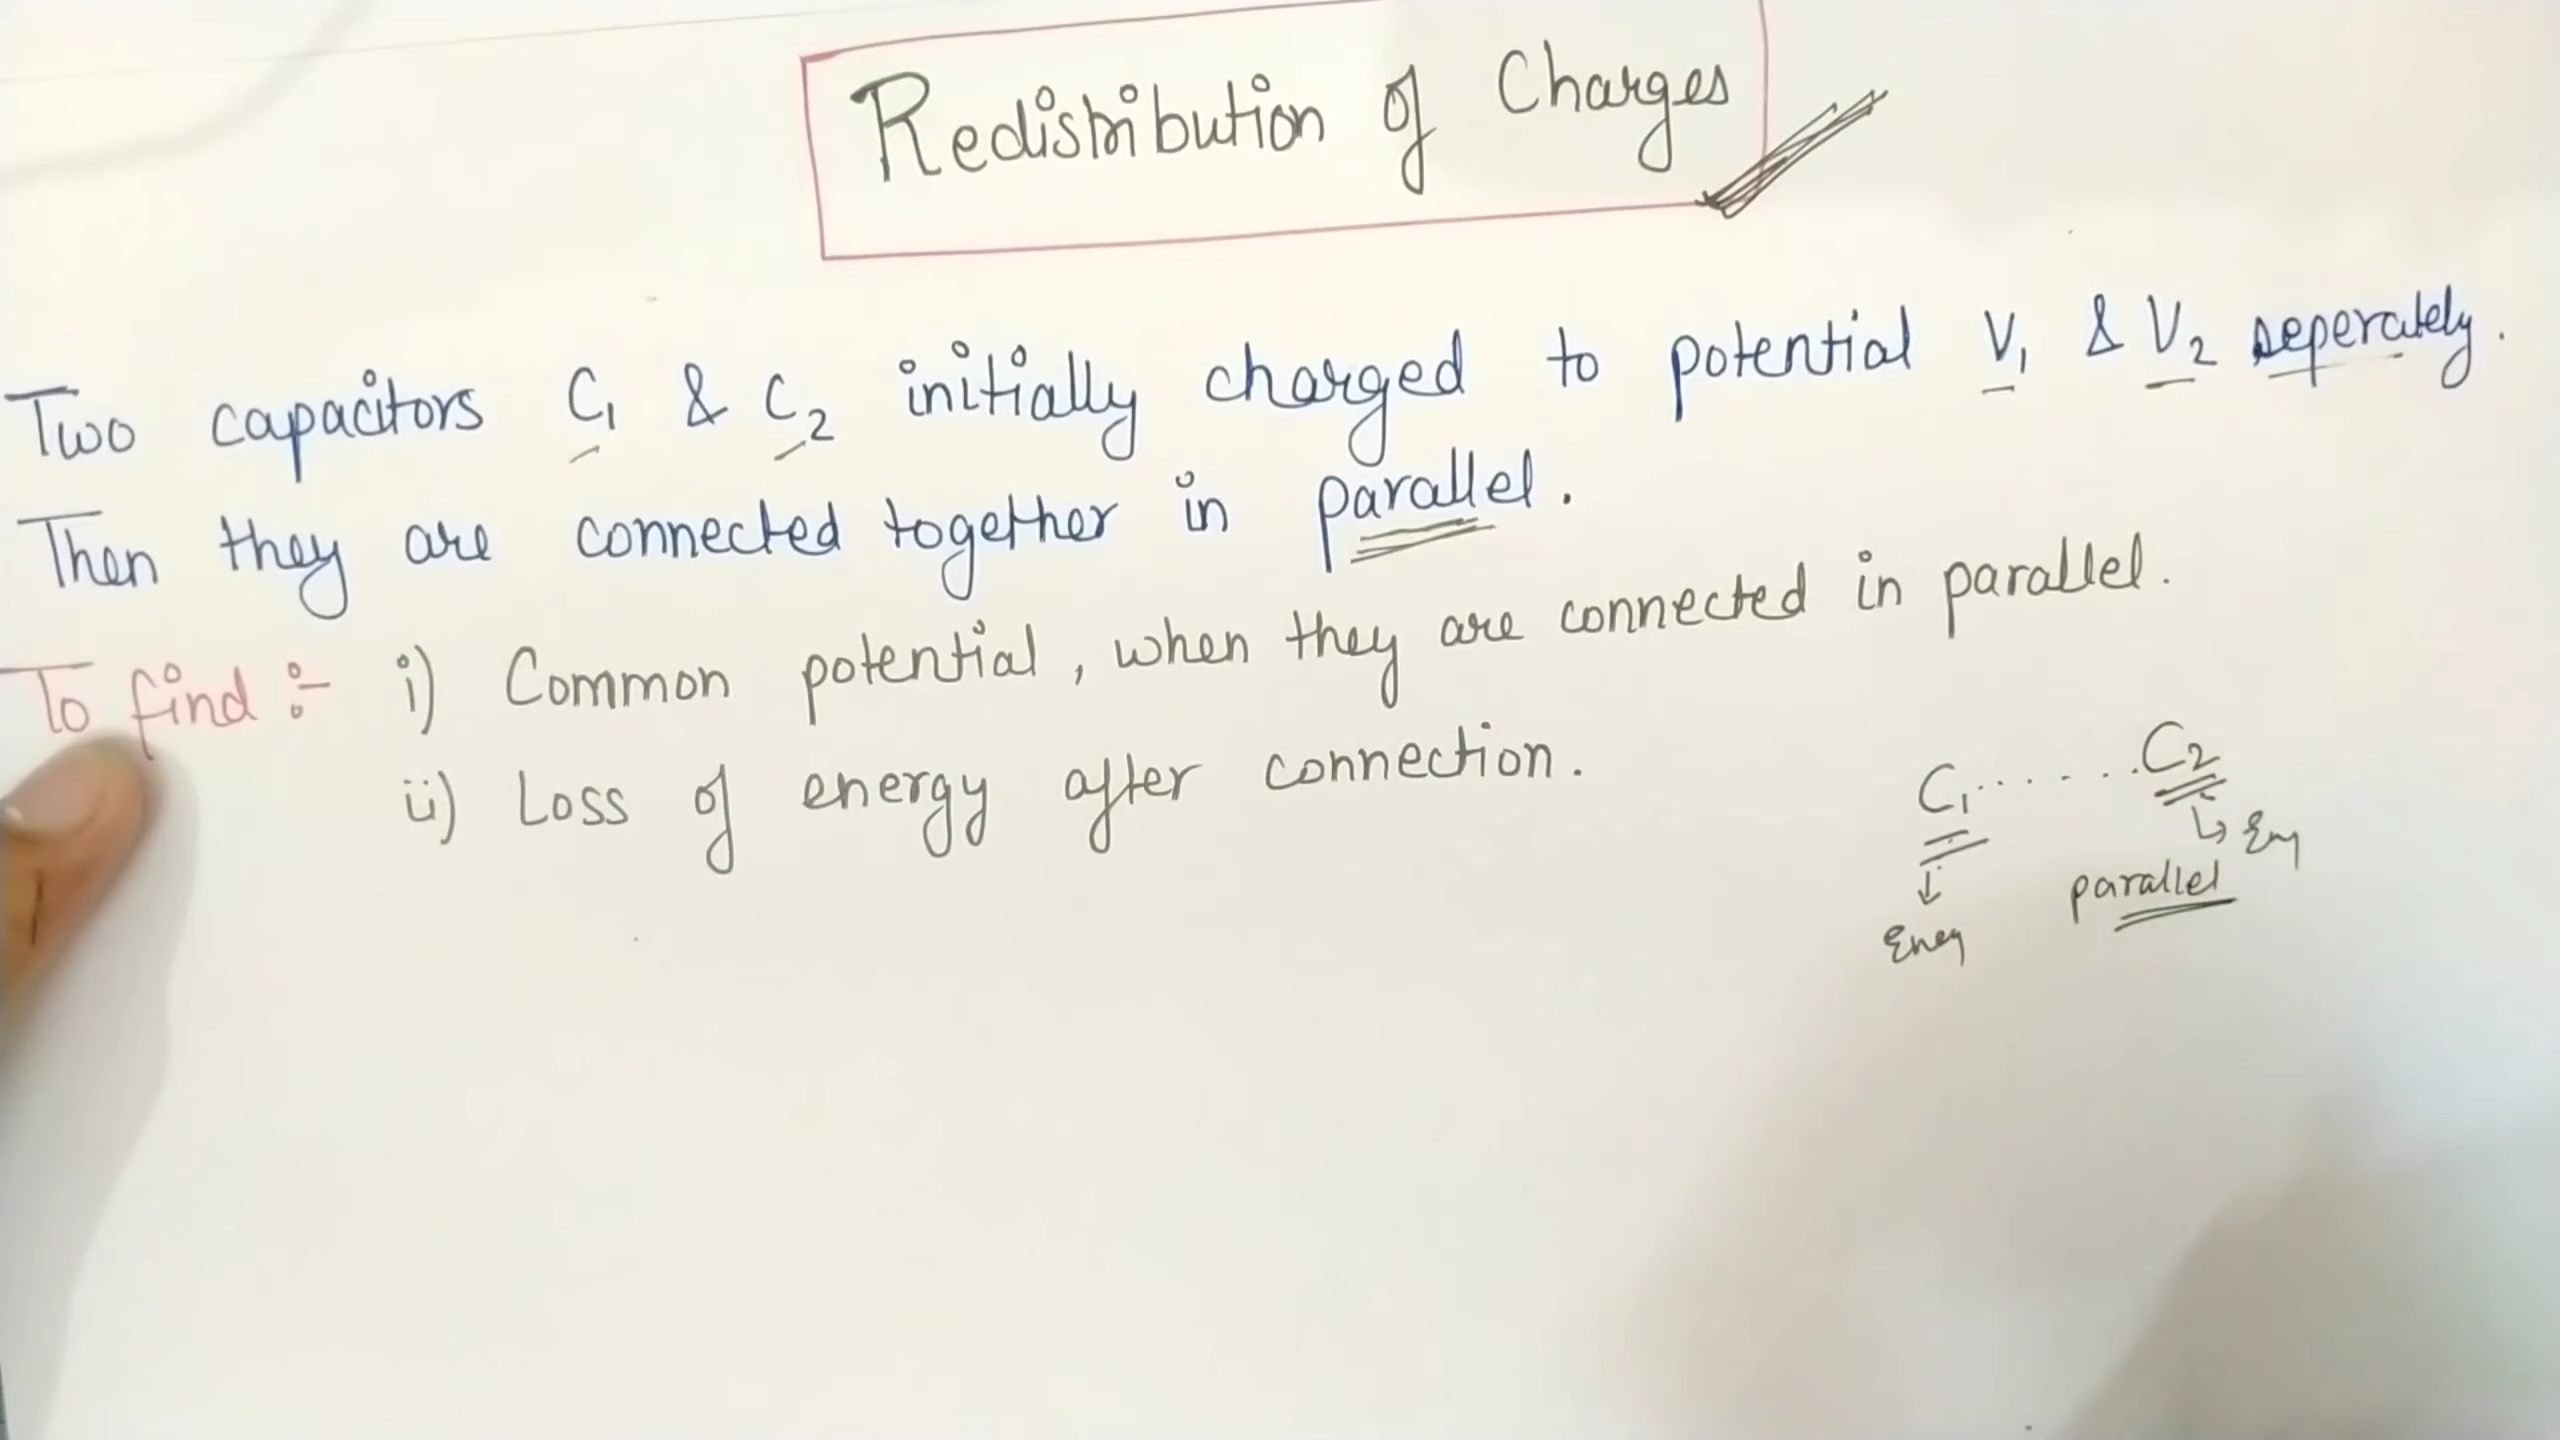 Redistribution of Charges
Two capacitors C₁ & C₂ initially charged to potential V₁ & V₂ seperately.
Then they are connected together in parallel.
To find :- i) Common potential, when they are connected in parallel.
ii) Loss of energy after connection.
C₁......C₂
parallel